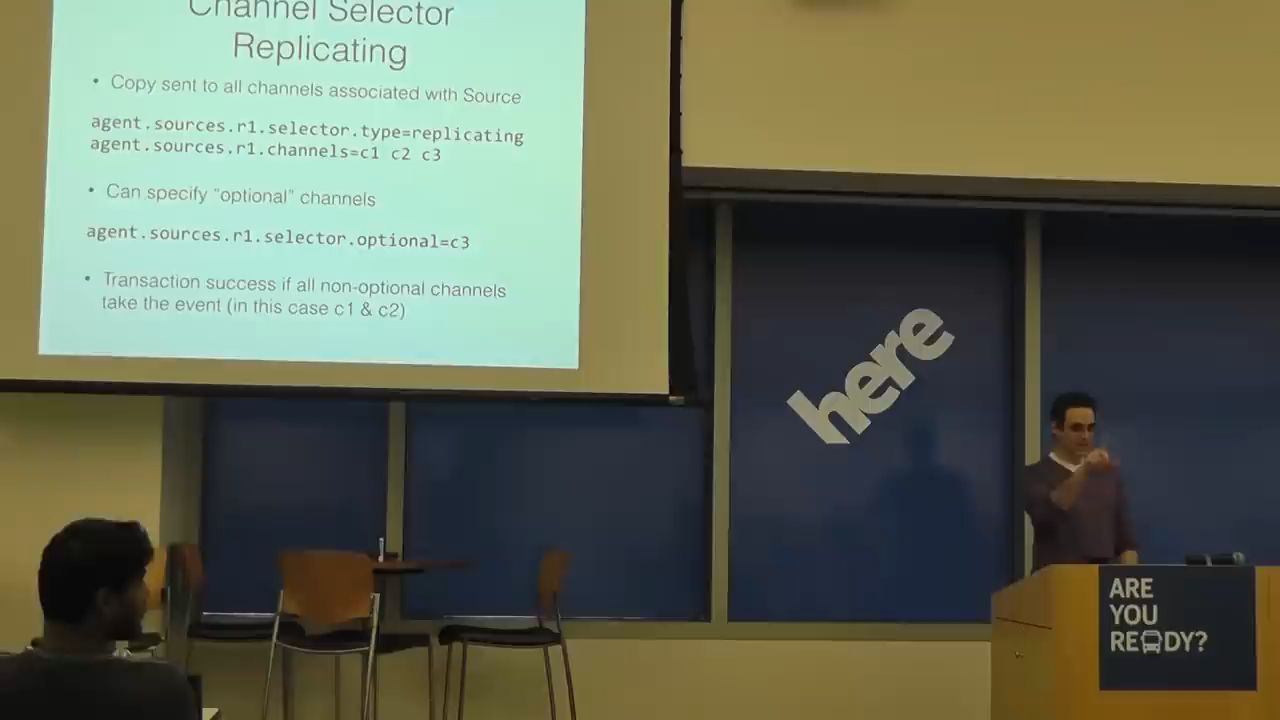 Channel Selector
Replicating
• Copy sent to all channels associated with Source
agent.sources.r1.selector.type=replicating
agent.sources.r1.channels=c1 c2 c3
• Can specify “optional” channels
agent.sources.r1.selector.optional=c3
• Transaction success if all non-optional channels
take the event (in this case c1 & c2)
here
ARE
YOU
READY?